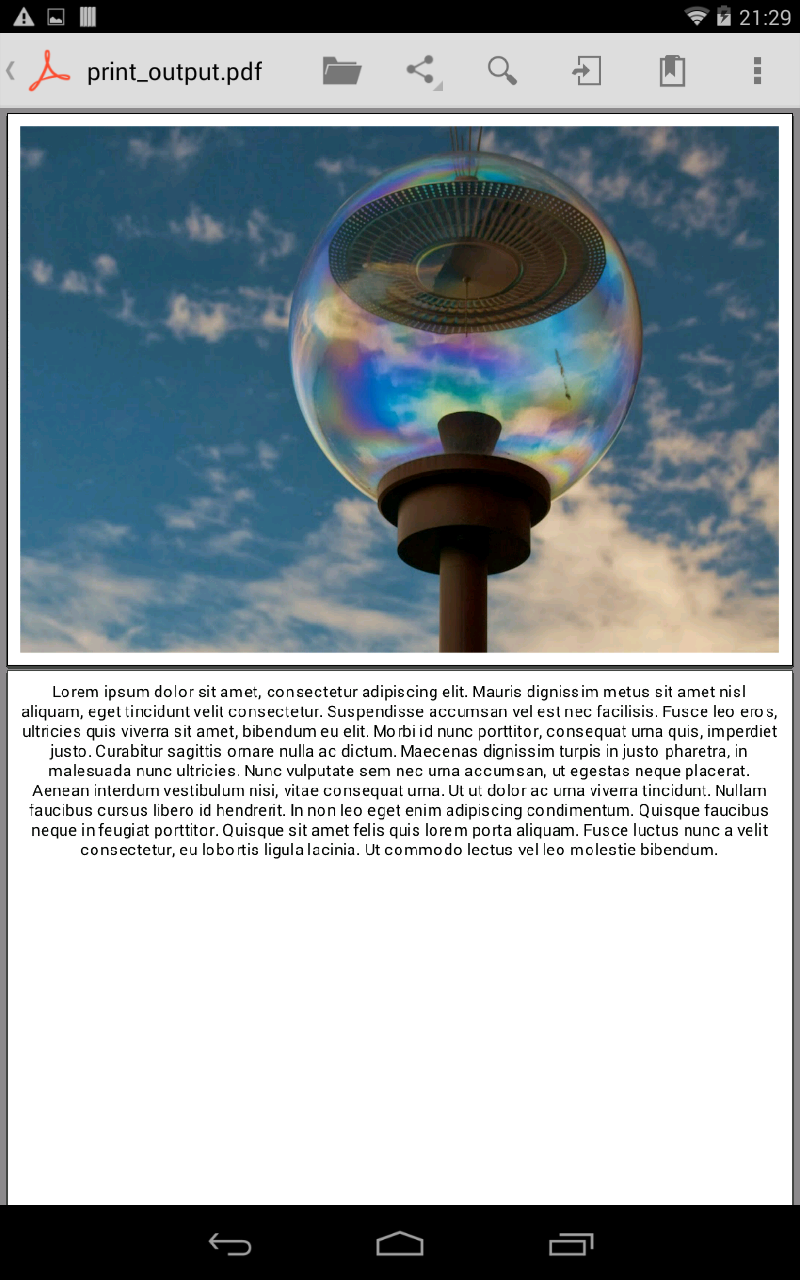 21:29
print_output.pdf
Lorem ipsum dolor sit amet, consectetur adipiscing elit. Mauris dignissim metus sit amet nisl
aliquam, eget tincidunt velit consectetur. Suspendisse accumsan vel est nec facilisis. Fusce leo eros,
ultricies quis viverra sit amet, bibendum eu elit. Morbi id nunc porttitor, consequat urna quis, imperdiet
justo. Curabitur sagittis ornare nulla ac dictum. Maecenas dignissim turpis in justo pharetra, in
malesuada nunc ultricies. Nunc vulputate sem nec urna accumsan, ut egestas neque placerat.
Aenean interdum vestibulum nisi, vitae consequat urna. Ut ut dolor ac urna viverra tincidunt. Nullam
faucibus cursus libero id hendrerit. In non leo eget enim adipiscing condimentum. Quisque faucibus
neque in feugiat porttitor. Quisque sit amet felis quis lorem porta aliquam. Fusce luctus nunc a velit
consectetur, eu lobortis ligula lacinia. Ut commodo lectus vel leo molestie bibendum.